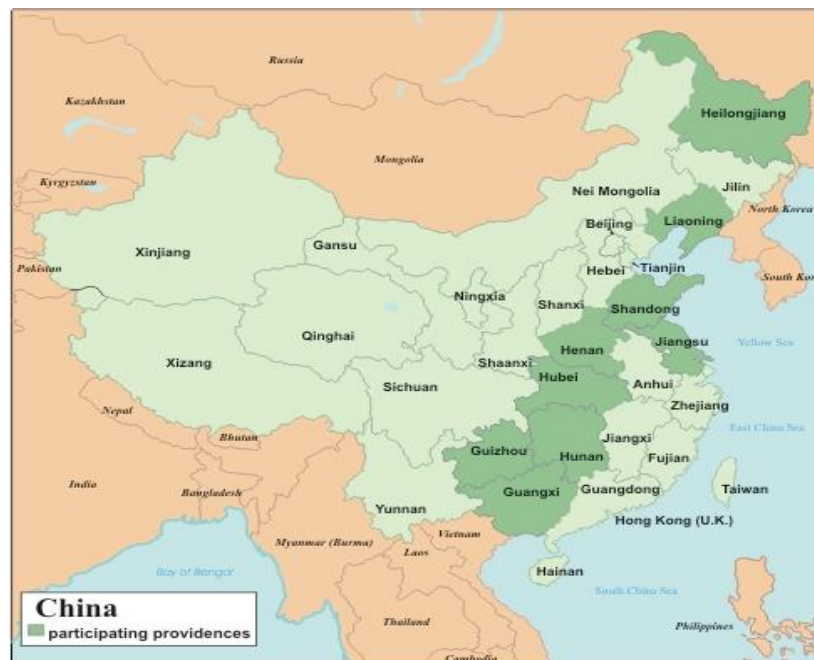 Russia
Kazakhstan
Heilongjiang
Mongolia
Kyrgyzstan
Nei Mongolia
Jilin
North Korea
Beijing
Liaoning
Xinjiang
Gansu
Pakistan
Hebei
Tianjin
South Kor
Ningxia
Shanxi
Shandong
Qinghai
Henan
Jiangsu
Yellow Sea
Xizang
Shaanxi
Hubei
Sichuan
Anhui
Zhejiang
Nepal
East China Sea
Bhutan
Guizhou
Hunan
Jiangxi
Fujian
India
Bangladesh
Guangxi
Guangdong
Taiwan
Yunnan
Hong Kong (U.K.)
Vietnam
Myanmar (Burma)
Laos
Bay of Bengal
Hainan
South China Sea
China
participating providences
Thailand
Philippines
Cambodia